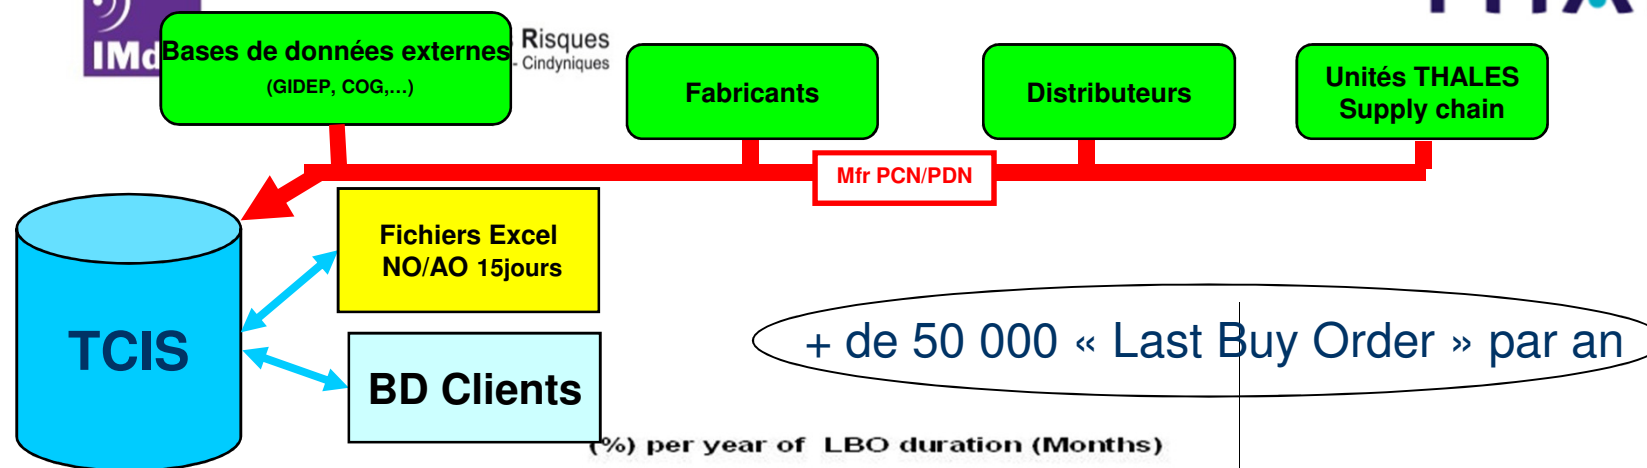 IMd
Risques
- Cindyniques
Bases de données externes
(GIDEP, COG,...)
Fabricants
Distributeurs
Unités THALES
Supply chain
Mfr PCN/PDN
Fichiers Excel
NO/AO 15jours
TCIS
BD Clients
+ de 50 000 « Last Buy Order » par an
(%) per year of LBO duration (Months)